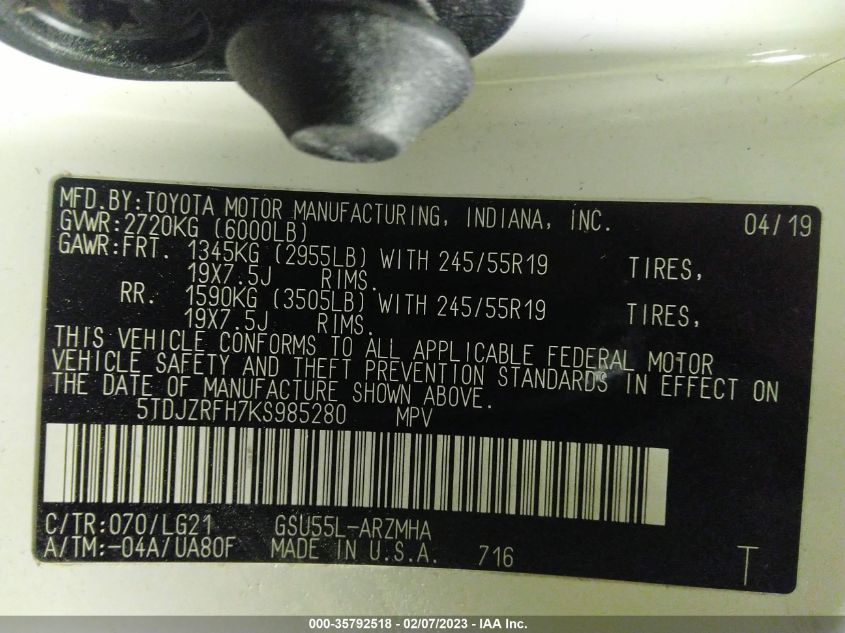 MFD.BY:TOYOTA MOTOR MANUFACTURING, INDIANA, INC. 04/19
GVWR:2720KG (6000LB)
GAWR:FRT. 1345KG (2955LB) WITH 245/55R19 TIRES,
19X7.5J RIMS.
RR. 1590KG (3505LB) WITH 245/55R19 TIRES,
19X7.5J RIMS.
THIS VEHICLE CONFORMS TO ALL APPLICABLE FEDERAL MOTOR
VEHICLE SAFETY AND THEFT PREVENTION STANDARDS IN EFFECT ON
THE DATE OF MANUFACTURE SHOWN ABOVE.
5TDJZRFH7KS985280 MPV
C/TR:070/LG21 GSU55L-ARZMHA
A/TM:-04A/UA80F MADE IN U.S.A. 716 T
000-35792518 - 02/07/2023 - IAA Inc.